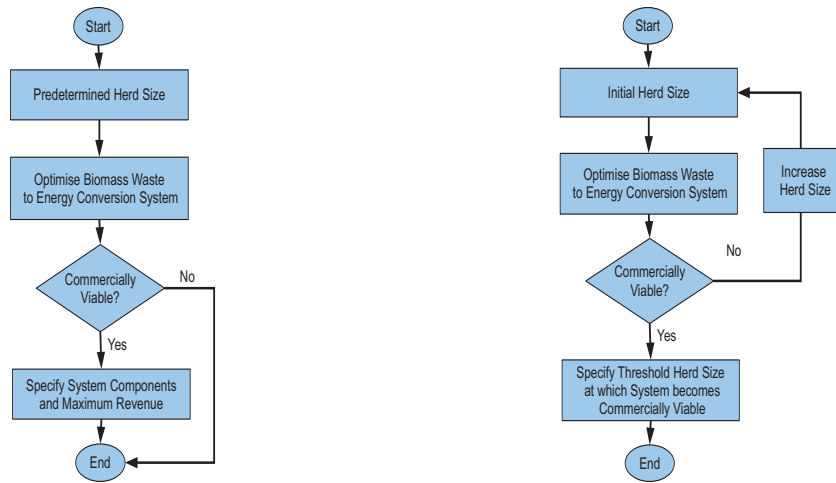 Start
Predetermined Herd Size
Optimise Biomass Waste
to Energy Conversion System
Commercially
Viable?
No
Yes
Specify System Components
and Maximum Revenue
End
Start
Initial Herd Size
Optimise Biomass Waste
to Energy Conversion System
Increase
Herd Size
Commercially
Viable?
No
Yes
Specify Threshold Herd Size
at which System becomes
Commercially Viable
End